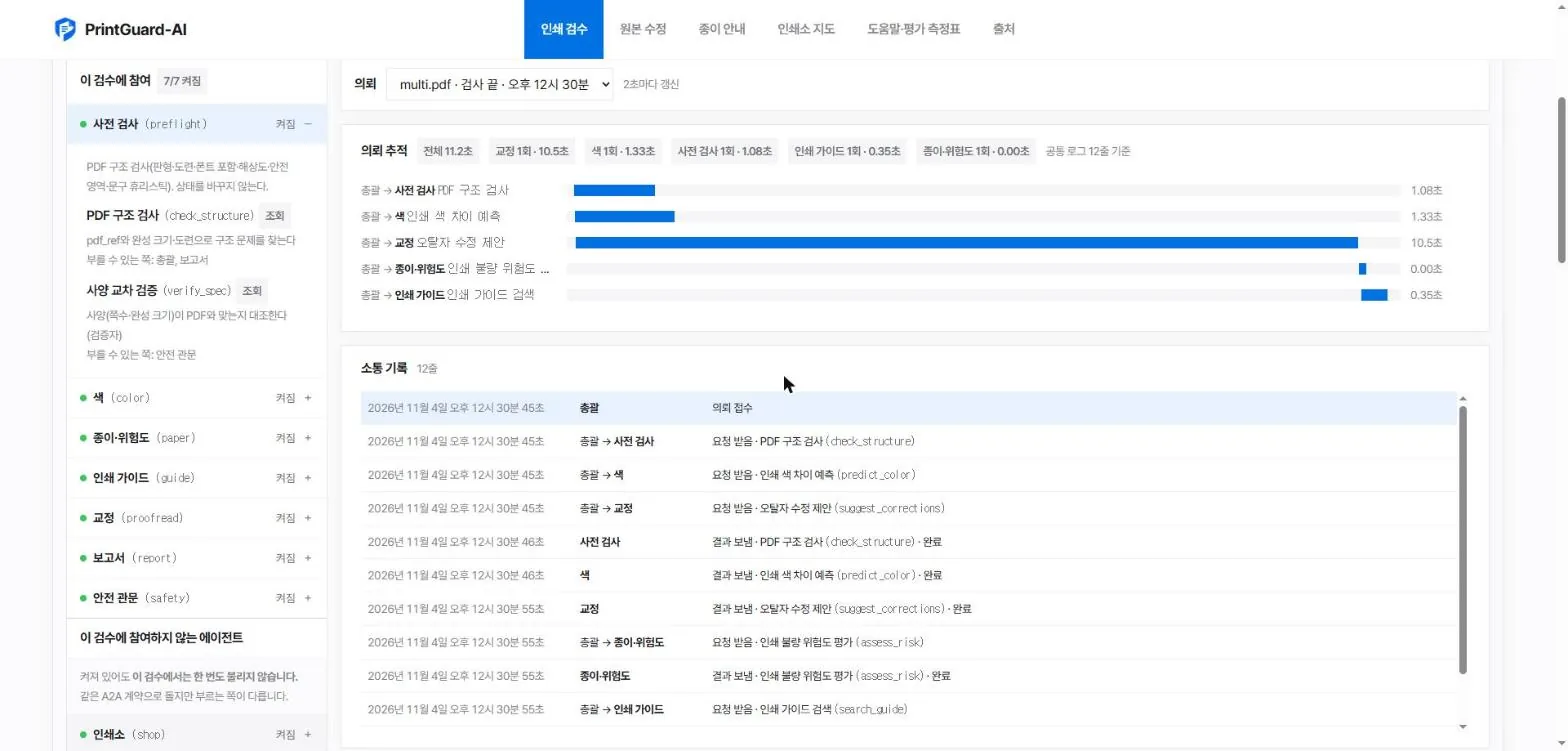 PrintGuard-AI
인쇄 검수 원본 수정 종이 안내 인쇄소 지도 도움말·평가 측정표 출처
이 검수에 참여 7/7 켜짐
사전 검사 (preflight) 켜짐 −
PDF 구조 검사(판형·도련·폰트 포함·해상도·안전
영역·문구 휴리스틱). 상태를 바꾸지 않는다.
PDF 구조 검사 (check_structure) 조회
pdf_ref와 완성 크기·도련으로 구조 문제를 찾는다
부를 수 있는 쪽: 총괄, 보고서
사양 교차 검증 (verify_spec) 조회
사양(쪽수·완성 크기)이 PDF와 맞는지 대조한다
(검증자)
부를 수 있는 쪽: 안전 관문
색 (color) 켜짐 +
종이·위험도 (paper) 켜짐 +
인쇄 가이드 (guide) 켜짐 +
교정 (proofread) 켜짐 +
보고서 (report) 켜짐 +
안전 관문 (safety) 켜짐 +
이 검수에 참여하지 않는 에이전트
켜져 있어도 이 검수에서는 한 번도 불리지 않습니다.
같은 A2A 계약으로 돌지만 부르는 쪽이 다릅니다.
인쇄소 (shop) 켜짐 +
의뢰 multi.pdf · 검사 끝 · 오후 12시 30분 2초마다 갱신
의뢰 추적 전체 11.2초 교정 1회 · 10.5초 색 1회 · 1.33초 사전 검사 1회 · 1.08초 인쇄 가이드 1회 · 0.35초 종이·위험도 1회 · 0.00초 공통 로그 12줄 기준
총괄 → 사전 검사 PDF 구조 검사 1.08초
총괄 → 색 인쇄 색 차이 예측 1.33초
총괄 → 교정 오탈자 수정 제안 10.5초
총괄 → 종이·위험도 인쇄 불량 위험도 ... 0.00초
총괄 → 인쇄 가이드 인쇄 가이드 검색 0.35초
소통 기록 12줄
2026년 11월 4일 오후 12시 30분 45초 총괄 의뢰 접수
2026년 11월 4일 오후 12시 30분 45초 총괄 → 사전 검사 요청 받음 · PDF 구조 검사 (check_structure)
2026년 11월 4일 오후 12시 30분 45초 총괄 → 색 요청 받음 · 인쇄 색 차이 예측 (predict_color)
2026년 11월 4일 오후 12시 30분 45초 총괄 → 교정 요청 받음 · 오탈자 수정 제안 (suggest_corrections)
2026년 11월 4일 오후 12시 30분 46초 사전 검사 결과 보냄 · PDF 구조 검사 (check_structure) · 완료
2026년 11월 4일 오후 12시 30분 46초 색 결과 보냄 · 인쇄 색 차이 예측 (predict_color) · 완료
2026년 11월 4일 오후 12시 30분 55초 교정 결과 보냄 · 오탈자 수정 제안 (suggest_corrections) · 완료
2026년 11월 4일 오후 12시 30분 55초 총괄 → 종이·위험도 요청 받음 · 인쇄 불량 위험도 평가 (assess_risk)
2026년 11월 4일 오후 12시 30분 55초 종이·위험도 결과 보냄 · 인쇄 불량 위험도 평가 (assess_risk) · 완료
2026년 11월 4일 오후 12시 30분 55초 총괄 → 인쇄 가이드 요청 받음 · 인쇄 가이드 검색 (search_guide)